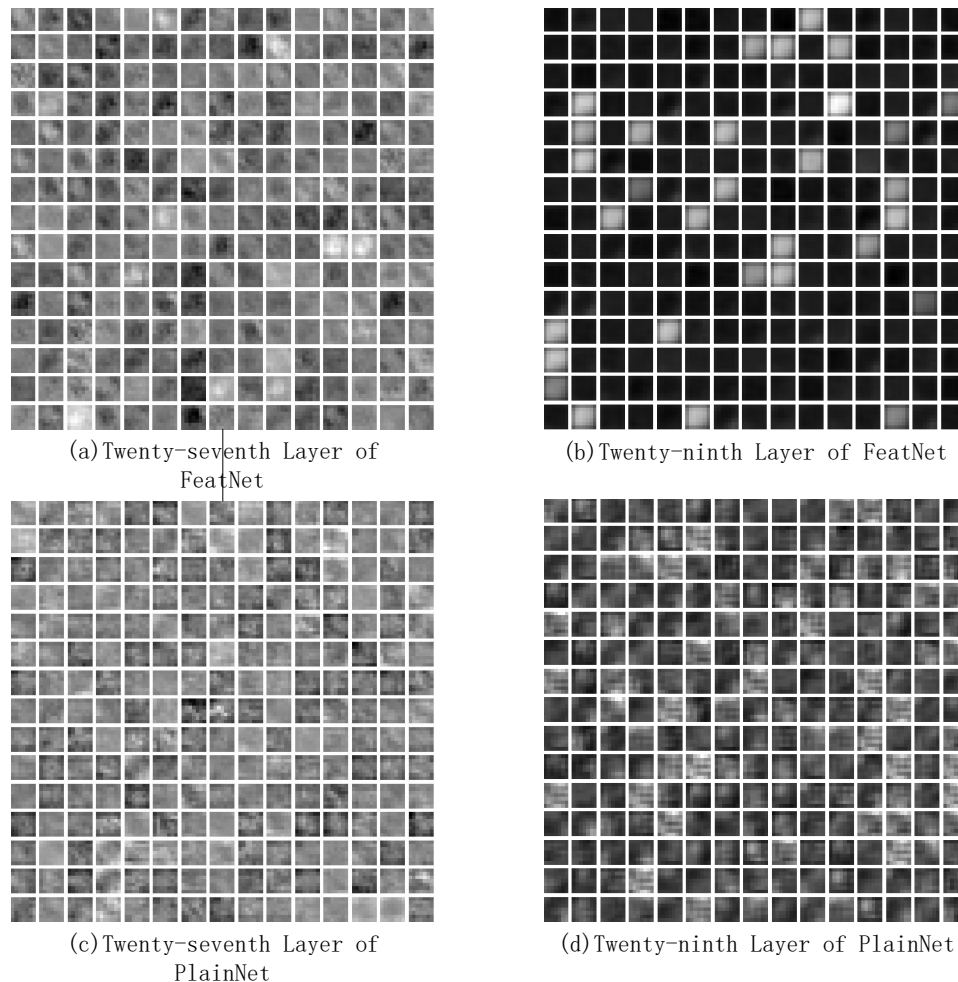 (a)Twenty-seventh Layer of
FeatNet
(b)Twenty-ninth Layer of FeatNet
(c)Twenty-seventh Layer of
PlainNet
(d)Twenty-ninth Layer of PlainNet